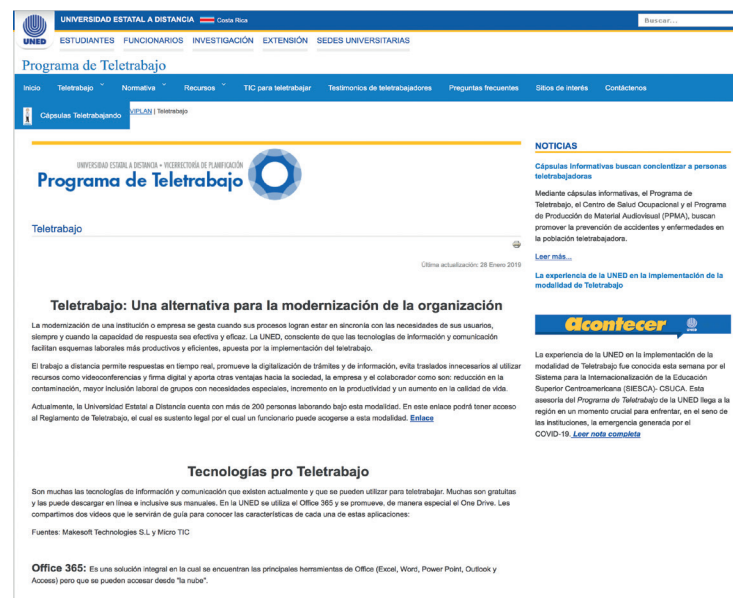 UNIVERSIDAD ESTATAL A DISTANCIA Costa Rica
Buscar...
UNED
ESTUDIANTES FUNCIONARIOS INVESTIGACIÓN EXTENSIÓN SEDES UNIVERSITARIAS
Programa de Teletrabajo
Inicio Teletrabajo Normativa Recursos TIC para teletrabajar Testimonios de teletrabajadores Preguntas frecuentes Sitios de interés Contáctenos
Cápsulas Teletrabajando
VIPLAN | Teletrabajo
UNIVERSIDAD ESTATAL A DISTANCIA • VICERRECTORÍA DE PLANIFICACIÓN
Programa de Teletrabajo
Teletrabajo
Última actualización: 28 Enero 2019
Teletrabajo: Una alternativa para la modernización de la organización
La modernización de una institución o empresa se gesta cuando sus procesos logran estar en sincronía con las necesidades de sus usuarios,
siempre y cuando la capacidad de respuesta sea efectiva y eficaz. La UNED, consciente de que las tecnologías de información y comunicación
facilitan esquemas laborales más productivos y eficientes, apuesta por la implementación del teletrabajo.
El trabajo a distancia permite respuestas en tiempo real, promueve la digitalización de trámites y de información, evita traslados innecesarios al utilizar
recursos como videoconferencias y firma digital y aporta otras ventajas hacia la sociedad, la empresa y el colaborador como son: reducción en la
contaminación, mayor inclusión laboral de grupos con necesidades especiales, incremento en la productividad y un aumento en la calidad de vida.
Actualmente, la Universidad Estatal a Distancia cuenta con más de 200 personas laborando bajo esta modalidad. En este enlace podrá tener acceso
al Reglamento de Teletrabajo, el cual es sustento legal por el cual un funcionario puede acogerse a esta modalidad. Enlace
Tecnologías pro Teletrabajo
Son muchas las tecnologías de información y comunicación que existen actualmente y que se pueden utilizar para teletrabajar. Muchas son gratuitas
y las puede descargar en línea e inclusive sus manuales. En la UNED se utiliza el Office 365 y se promueve, de manera especial el One Drive. Les
compartimos dos videos que le servirán de guía para conocer las características de cada una de estas aplicaciones:
Fuentes: Makesoft Technologies S.L y Micro TIC
Office 365: Es una solución integral en la cual se encuentran las principales herramientas de Office (Excel, Word, Power Point, Outlook y
Access) pero que se pueden accesar desde "la nube".
NOTICIAS
Cápsulas Informativas buscan concientizar a personas
teletrabajadoras
Mediante cápsulas informativas, el Programa de
Teletrabajo, el Centro de Salud Ocupacional y el Programa
de Producción de Material Audiovisual (PPMA), buscan
promover la prevención de accidentes y enfermedades en
la población teletrabajadora.
Leer más...
La experiencia de la UNED en la implementación de la
modalidad de Teletrabajo
acontecer
La experiencia de la UNED en la implementación de la
modalidad de Teletrabajo fue conocida esta semana por el
Sistema para la Internacionalización de la Educación
Superior Centroamericana (SIESCA)- CSUCA. Esta
asesoría del Programa de Teletrabajo de la UNED llega a la
región en un momento crucial para enfrentar, en el seno de
las instituciones, la emergencia generada por el
COVID-19. Leer nota completa